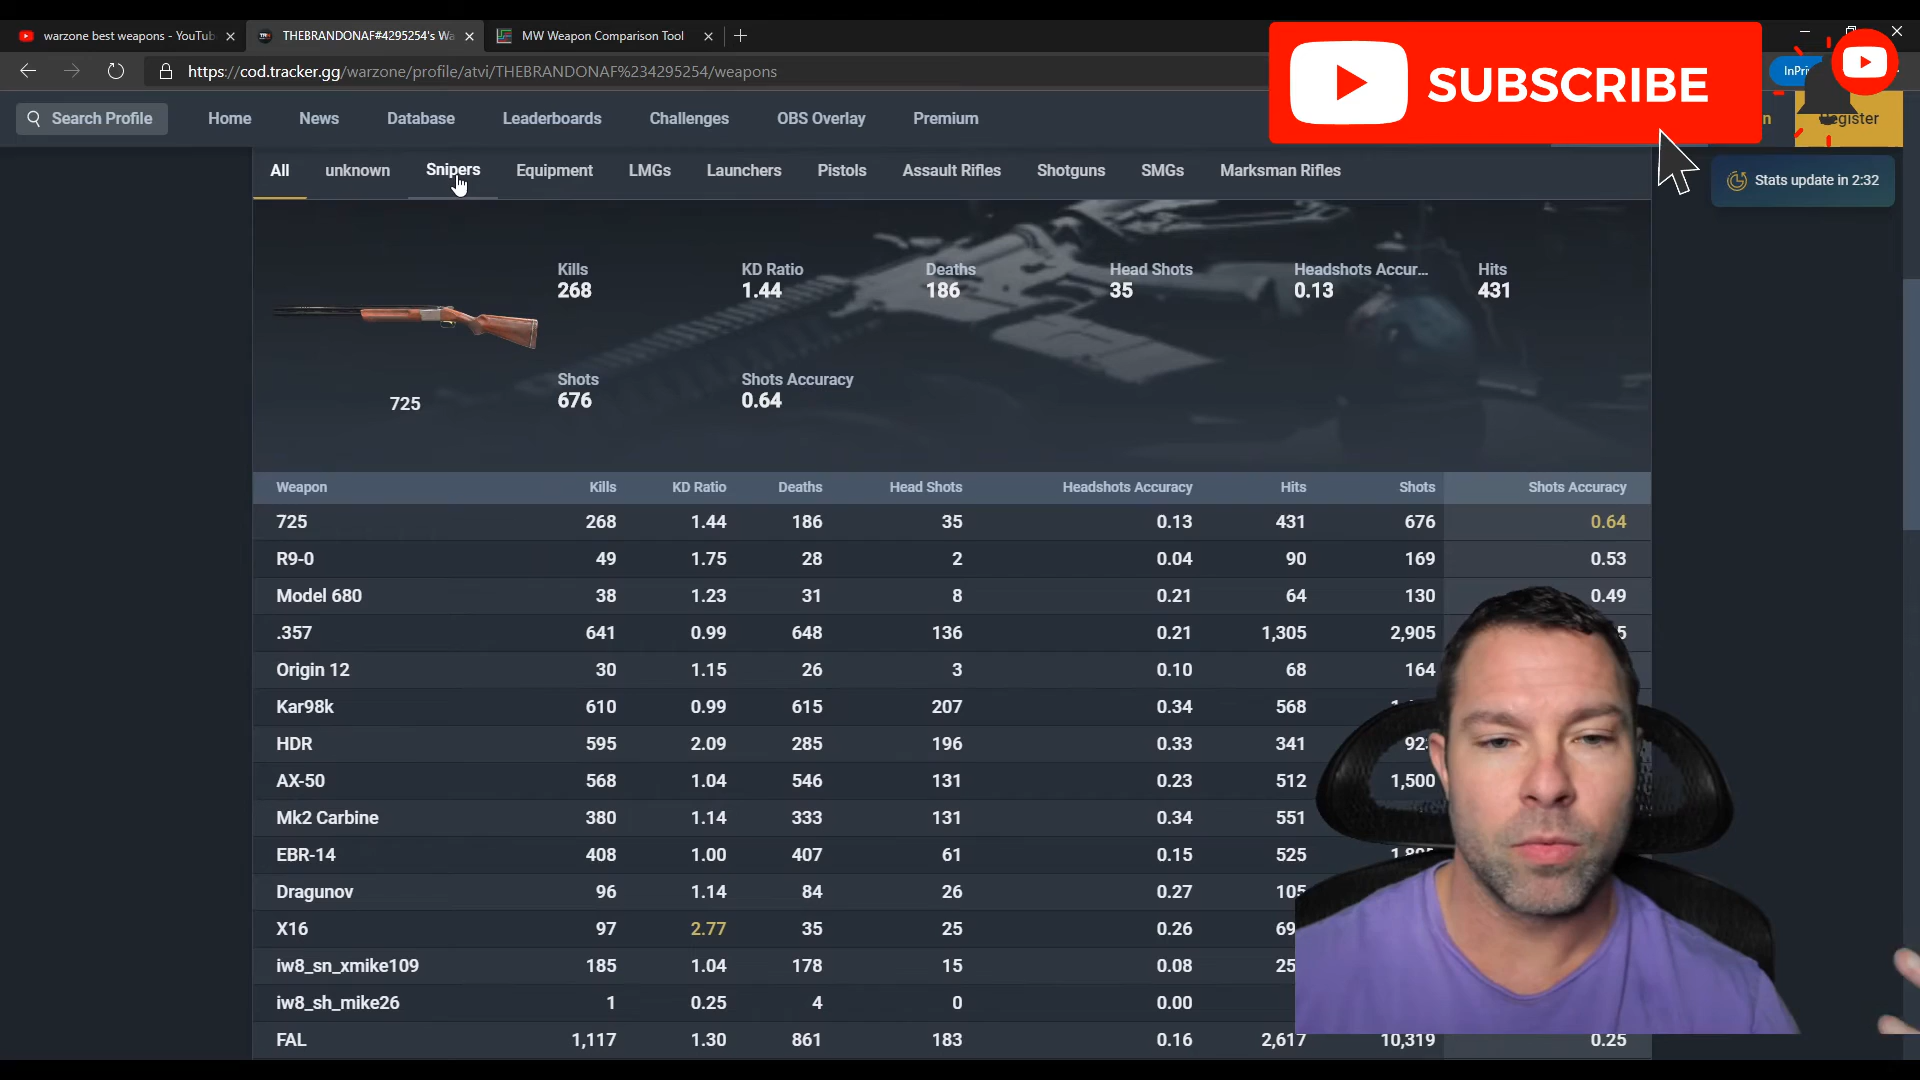 warzone best weapons - YouTub
THEBRANDONAF#4295254's Wa
MW Weapon Comparison Tool
https://cod.tracker.gg/warzone/profile/atvi/THEBRANDONAF%234295254/weapons
InPri
SUBSCRIBE
Search Profile
Home
News
Database
Leaderboards
Challenges
OBS Overlay
Premium
All
unknown
Snipers
Equipment
LMGs
Launchers
Pistols
Assault Rifles
Shotguns
SMGs
Marksman Rifles
Stats update in 2:32
Kills KD Ratio Deaths Head Shots Headshots Accur... Hits
268 1.44 186 35 0.13 431
Shots Shots Accuracy
676 0.64
725
Weapon Kills KD Ratio Deaths Head Shots Headshots Accuracy Hits Shots Shots Accuracy
725 268 1.44 186 35 0.13 431 676 0.64
R9-0 49 1.75 28 2 0.04 90 169 0.53
Model 680 38 1.23 31 8 0.21 64 130 0.49
.357 641 0.99 648 136 0.21 1,305 2,905
Origin 12 30 1.15 26 3 0.10 68 164
Kar98k 610 0.99 615 207 0.34 568
HDR 595 2.09 285 196 0.33 341
AX-50 568 1.04 546 131 0.23 512 1,500
Mk2 Carbine 380 1.14 333 131 0.34 551
EBR-14 408 1.00 407 61 0.15 525
Dragunov 96 1.14 84 26 0.27 105
X16 97 2.77 35 25 0.26 69
iw8_sn_xmike109 185 1.04 178 15 0.08 25
iw8_sh_mike26 1 0.25 4 0 0.00
FAL 1,117 1.30 861 183 0.16 2,617 10,319 0.25